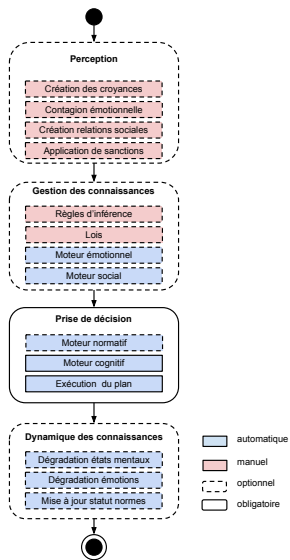 Perception
Création des croyances
Contagion émotionnelle
Création relations sociales
Application de sanctions
Gestion des connaissances
Règles d'inférence
Lois
Moteur émotionnel
Moteur social
Prise de décision
Moteur normatif
Moteur cognitif
Exécution du plan
Dynamique des connaissances
Dégradation états mentaux
Dégradation émotions
Mise à jour statut normes
automatique
manuel
optionnel
obligatoire